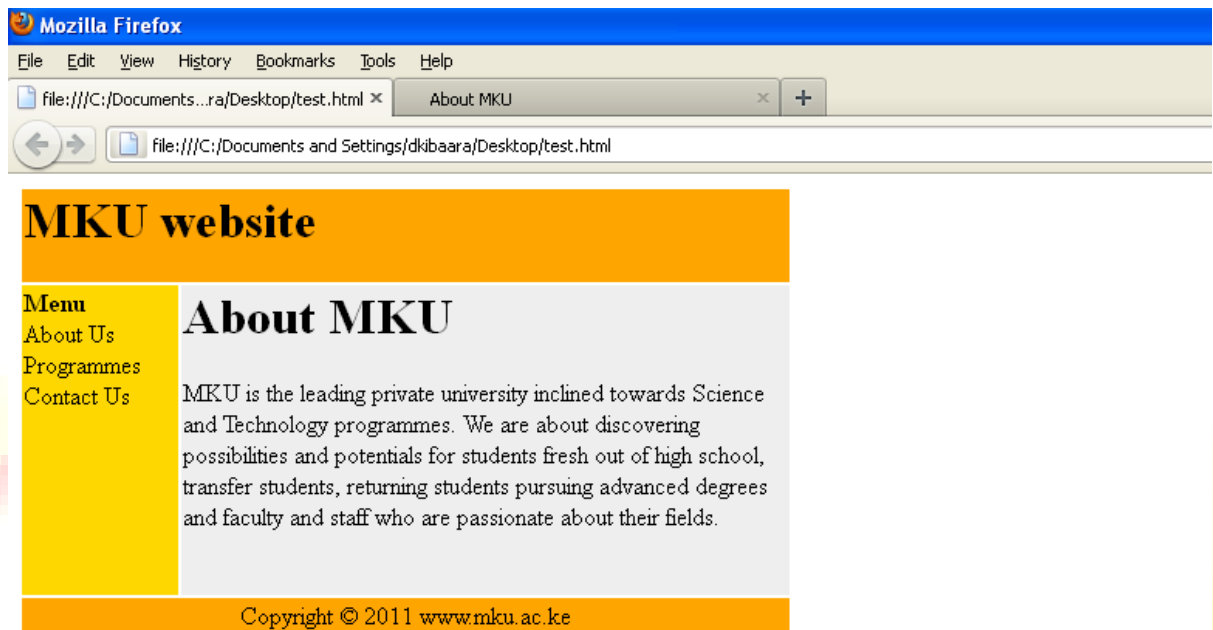 Mozilla Firefox
File Edit View History Bookmarks Tools Help
file:///C:/Documents...ra/Desktop/test.html × About MKU × +
file:///C:/Documents and Settings/dkibaara/Desktop/test.html
MKU website
Menu
About Us
Programmes
Contact Us
About MKU
MKU is the leading private university inclined towards Science
and Technology programmes. We are about discovering
possibilities and potentials for students fresh out of high school,
transfer students, returning students pursuing advanced degrees
and faculty and staff who are passionate about their fields.
Copyright © 2011 www.mku.ac.ke